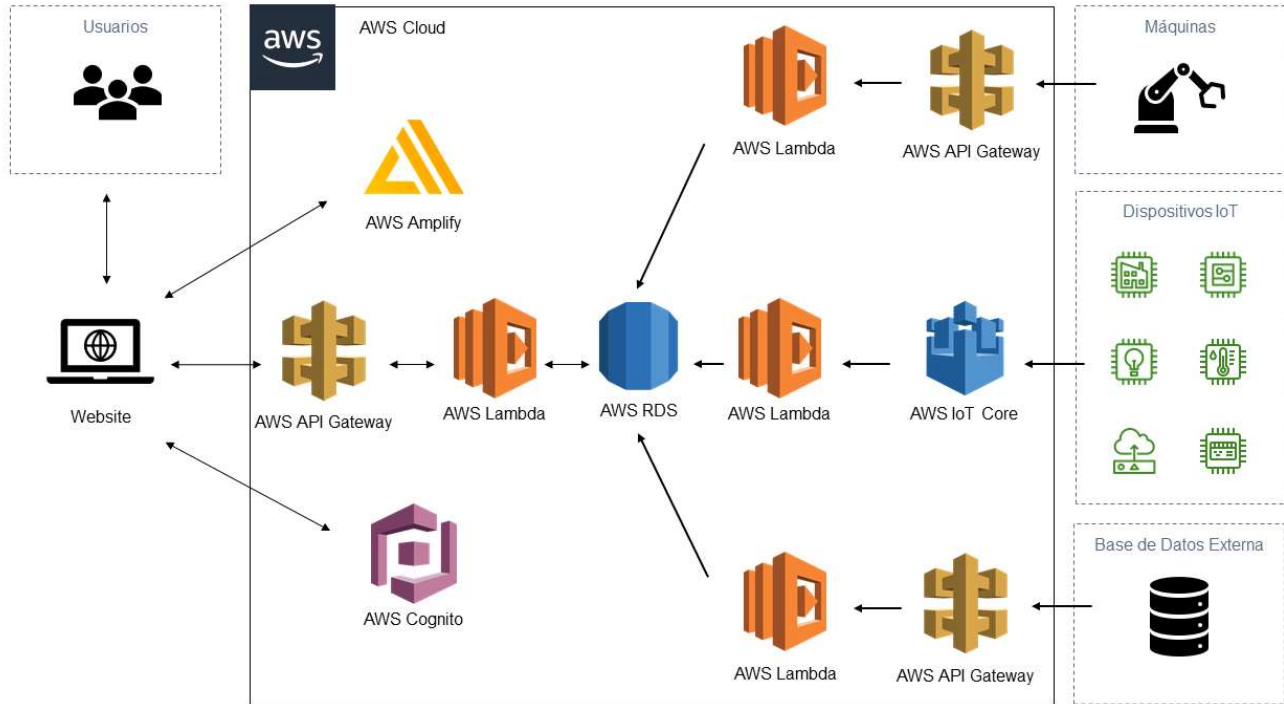 Usuarios
aws
AWS Cloud
Máquinas
AWS Lambda
AWS API Gateway
AWS Amplify
Dispositivos IoT
Website
AWS API Gateway
AWS Lambda
AWS RDS
AWS Lambda
AWS IoT Core
Base de Datos Externa
AWS Cognito
AWS Lambda
AWS API Gateway